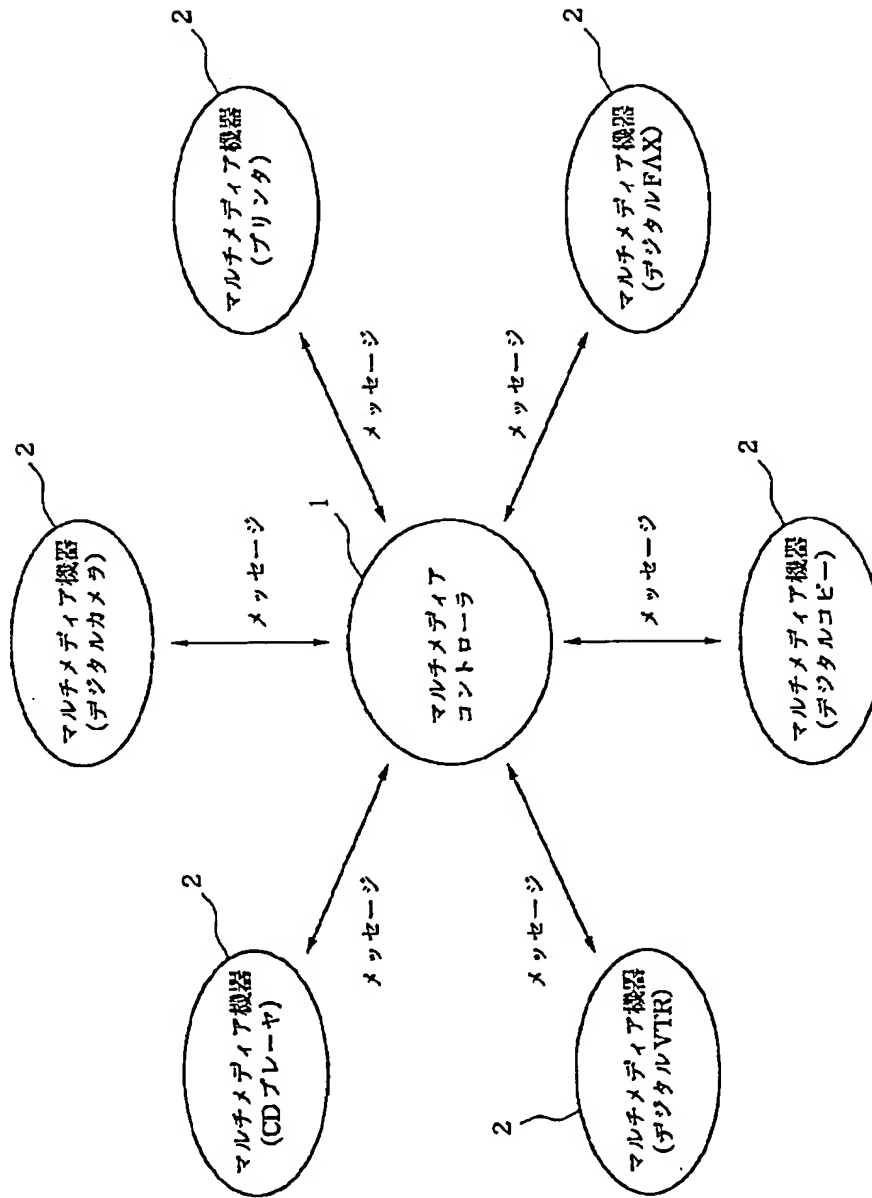 2
マルチメディア機器
(デジタルカメラ)
2
マルチメディア機器
(CDプレーヤ)
2
マルチメディア機器
(プリンタ)
メッセージ
メッセージ
メッセージ
1
マルチメディア
コントローラ
メッセージ
メッセージ
メッセージ
2
マルチメディア機器
(デジタルVTR)
2
マルチメディア機器
(デジタルFAX)
2
マルチメディア機器
(デジタルコピー)